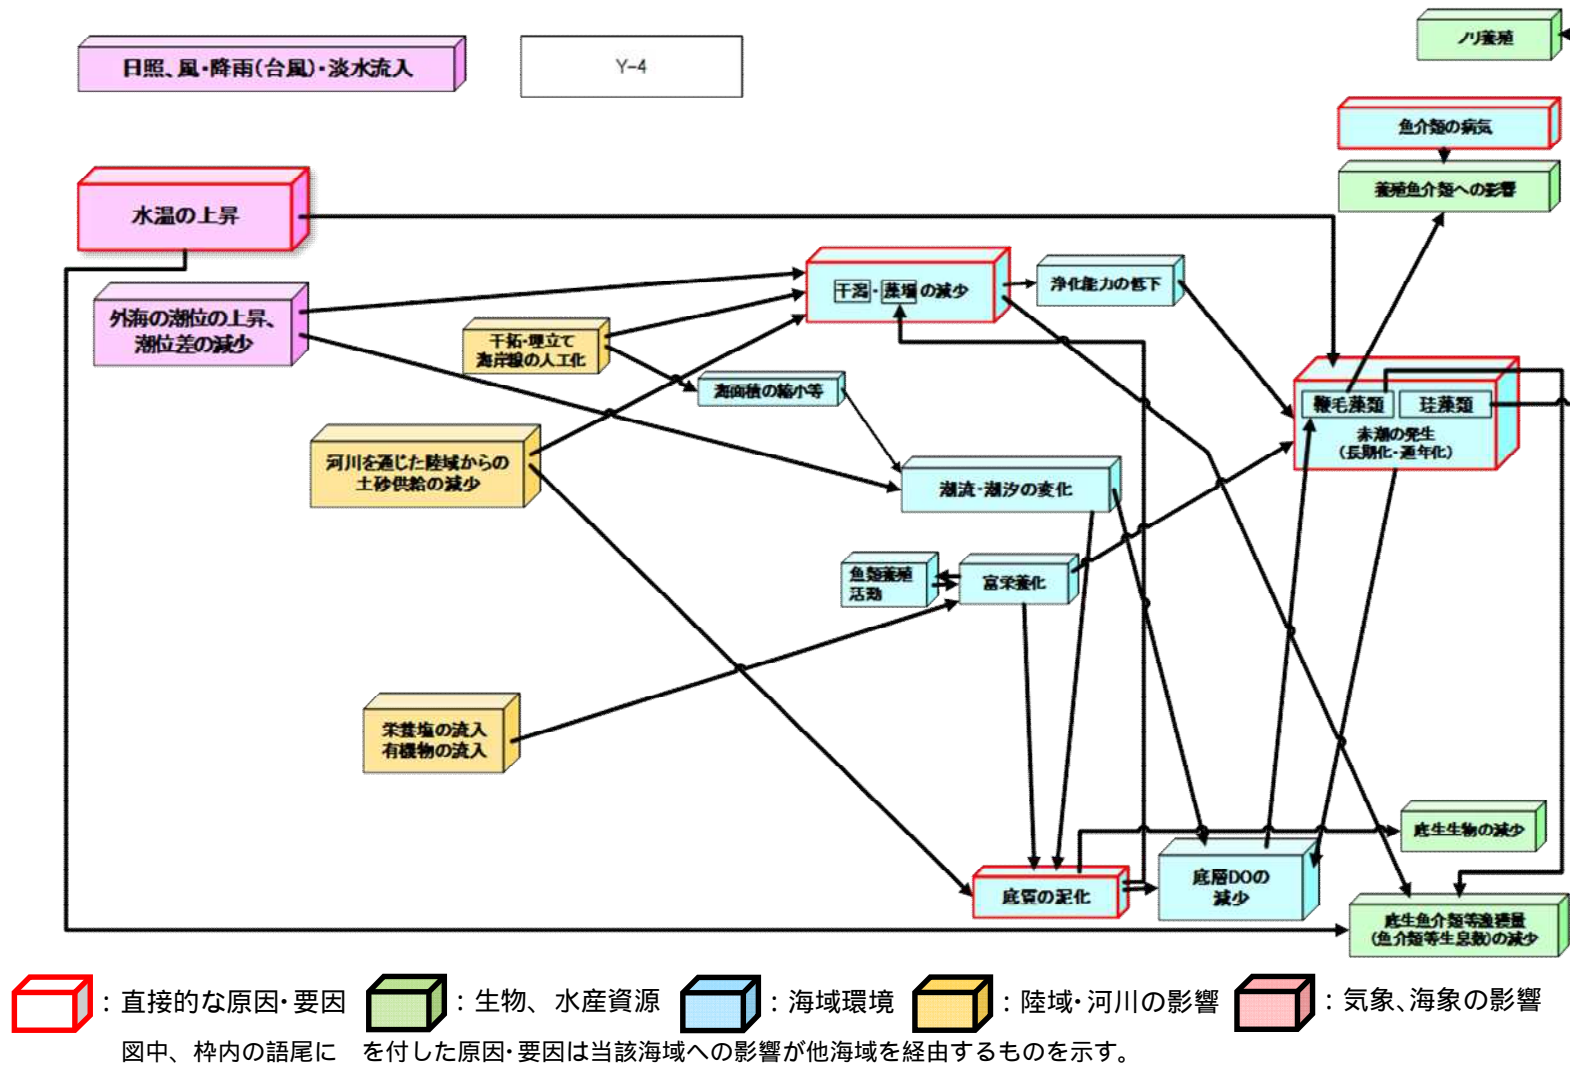 日照、風・降雨(台風)・淡水流入
Y-4
ノリ養殖
魚介類の病気
養殖魚介類への影響
水温の上昇
外海の潮位の上昇、
潮位差の減少
干拓・埋立て
海岸線の人工化
干潟・藻場の減少
浄化能力の低下
海面積の縮小等
鞭毛藻類
珪藻類
赤潮の発生
(長期化・通年化)
河川を通じた陸域からの
土砂供給の減少
潮流・潮汐の変化
魚類養殖
活動
富栄養化
栄養塩の流入
有機物の流入
底質の泥化
底層DOの
減少
底生生物の減少
底生魚介類等漁獲量
(魚介類等生息数)の減少
：直接的な原因・要因
：生物、水産資源
：海域環境
：陸域・河川の影響
：気象、海象の影響
図中、枠内の語尾に　を付した原因・要因は当該海域への影響が他海域を経由するものを示す。